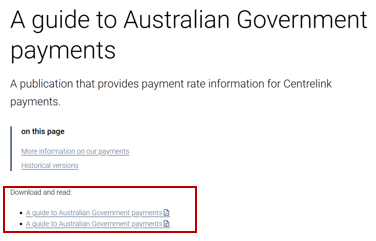 A guide to Australian Government
payments
A publication that provides payment rate information for Centrelink
payments.
on this page
More information on our payments
Historical versions
Download and read:
A guide to Australian Government payments
A guide to Australian Government payments